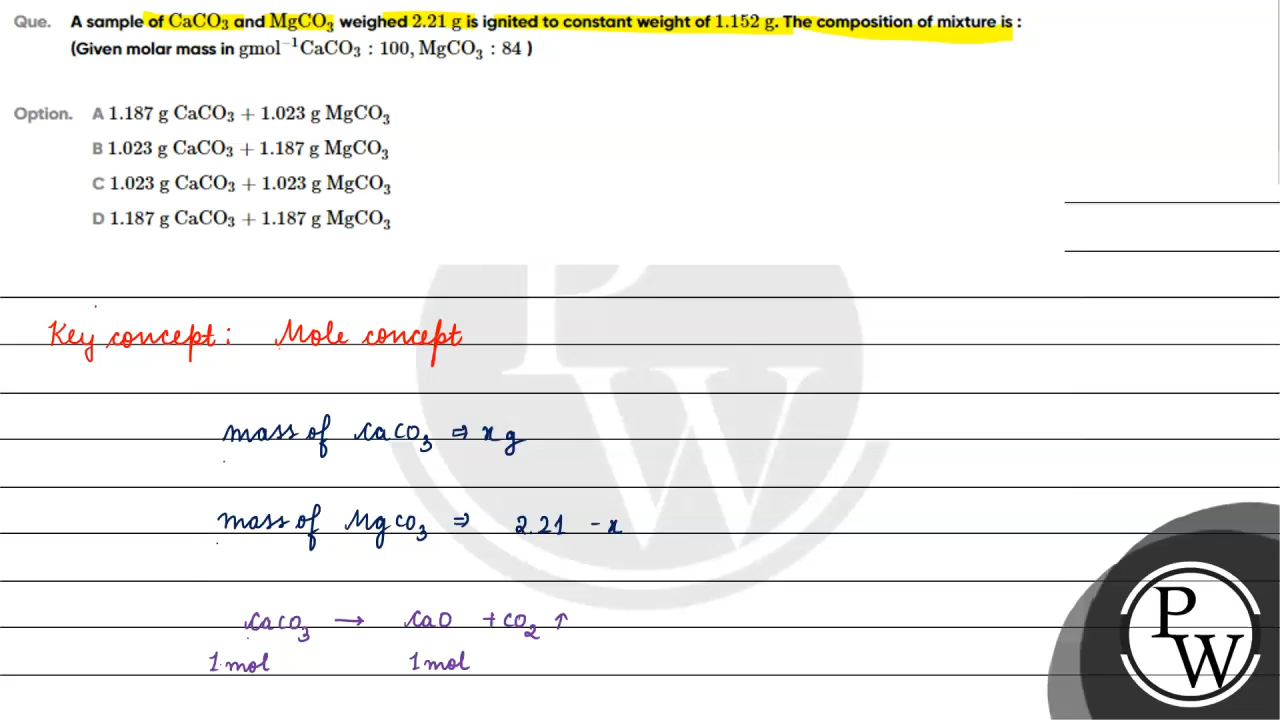 Que. A sample of CaCO₃ and MgCO₃ weighed 2.21 g is ignited to constant weight of 1.152 g. The composition of mixture is :
(Given molar mass in gmol⁻¹CaCO₃ : 100, MgCO₃ : 84 )
Option. A 1.187 g CaCO₃ + 1.023 g MgCO₃
B 1.023 g CaCO₃ + 1.187 g MgCO₃
C 1.023 g CaCO₃ + 1.023 g MgCO₃
D 1.187 g CaCO₃ + 1.187 g MgCO₃
Key concept: Mole concept
mass of CaCO₃ ⇒ x g
mass of MgCO₃ ⇒ 2.21 - x
CaCO₃ → CaO + CO₂ ↑
1 mol 1 mol
PW